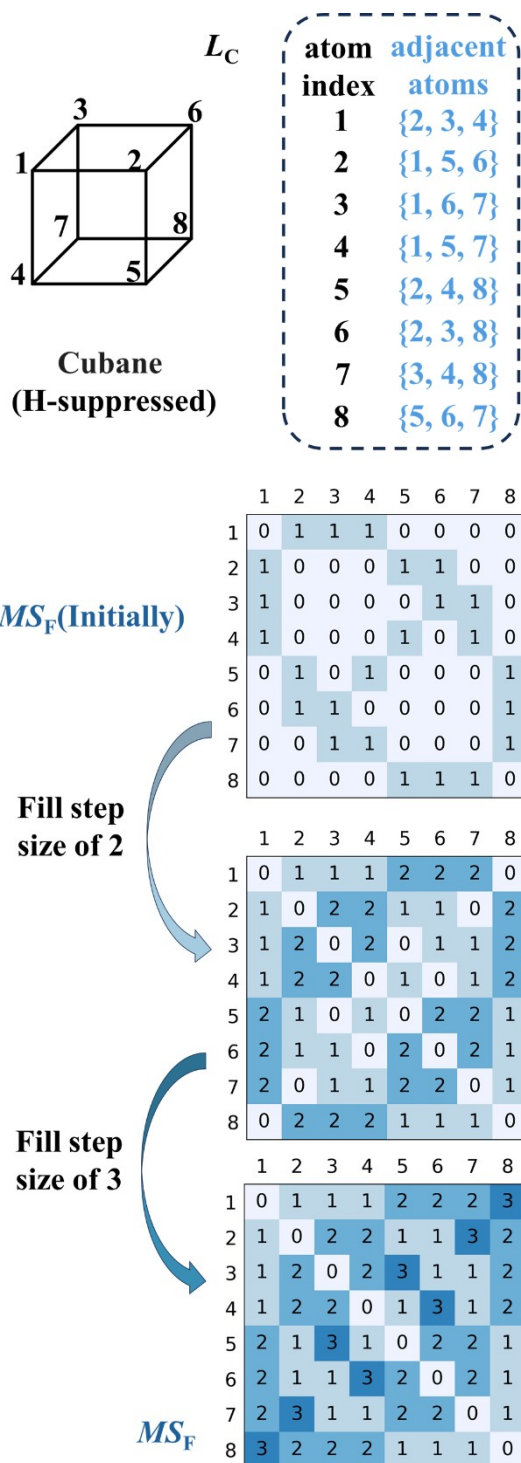 L_C
atom adjacent
index atoms
1 {2, 3, 4}
2 {1, 5, 6}
3 {1, 6, 7}
4 {1, 5, 7}
5 {2, 4, 8}
6 {2, 3, 8}
7 {3, 4, 8}
8 {5, 6, 7}
3 6
1 2
7 8
4 5
Cubane
(H-suppressed)
MS_F(Initially)
1 2 3 4 5 6 7 8
1 0 1 1 1 0 0 0 0
2 1 0 0 0 1 1 0 0
3 1 0 0 0 0 1 1 0
4 1 0 0 0 1 0 1 0
5 0 1 0 1 0 0 0 1
6 0 1 1 0 0 0 0 1
7 0 0 1 1 0 0 0 1
8 0 0 0 0 1 1 1 0
Fill step
size of 2
1 2 3 4 5 6 7 8
1 0 1 1 1 2 2 2 0
2 1 0 2 2 1 1 0 2
3 1 2 0 2 0 1 1 2
4 1 2 2 0 1 0 1 2
5 2 1 0 1 0 2 2 1
6 2 1 1 0 2 0 2 1
7 2 0 1 1 2 2 0 1
8 0 2 2 2 1 1 1 0
Fill step
size of 3
1 2 3 4 5 6 7 8
1 0 1 1 1 2 2 2 3
2 1 0 2 2 1 1 3 2
3 1 2 0 2 3 1 1 2
4 1 2 2 0 1 3 1 2
5 2 1 3 1 0 2 2 1
6 2 1 1 3 2 0 2 1
7 2 3 1 1 2 2 0 1
8 3 2 2 2 1 1 1 0
MS_F